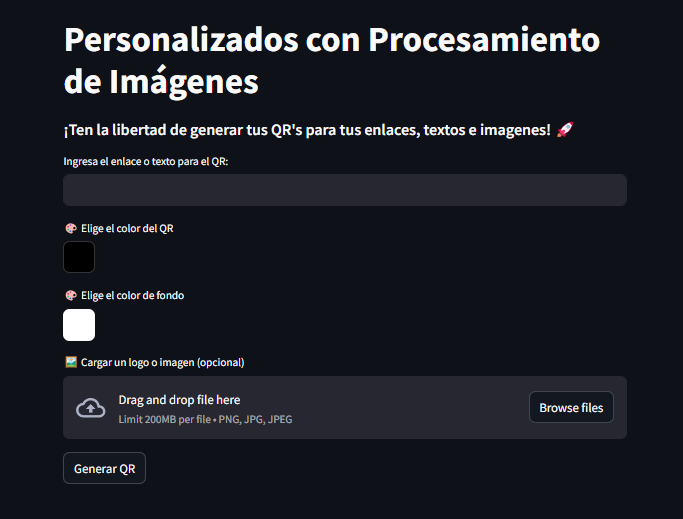 Personalizados con Procesamiento
de Imágenes
¡Ten la libertad de generar tus QR's para tus enlaces, textos e imagenes! 🚀
Ingresa el enlace o texto para el QR:
🎨 Elige el color del QR
🎨 Elige el color de fondo
🖼️ Cargar un logo o imagen (opcional)
Drag and drop file here
Limit 200MB per file • PNG, JPG, JPEG
Browse files
Generar QR